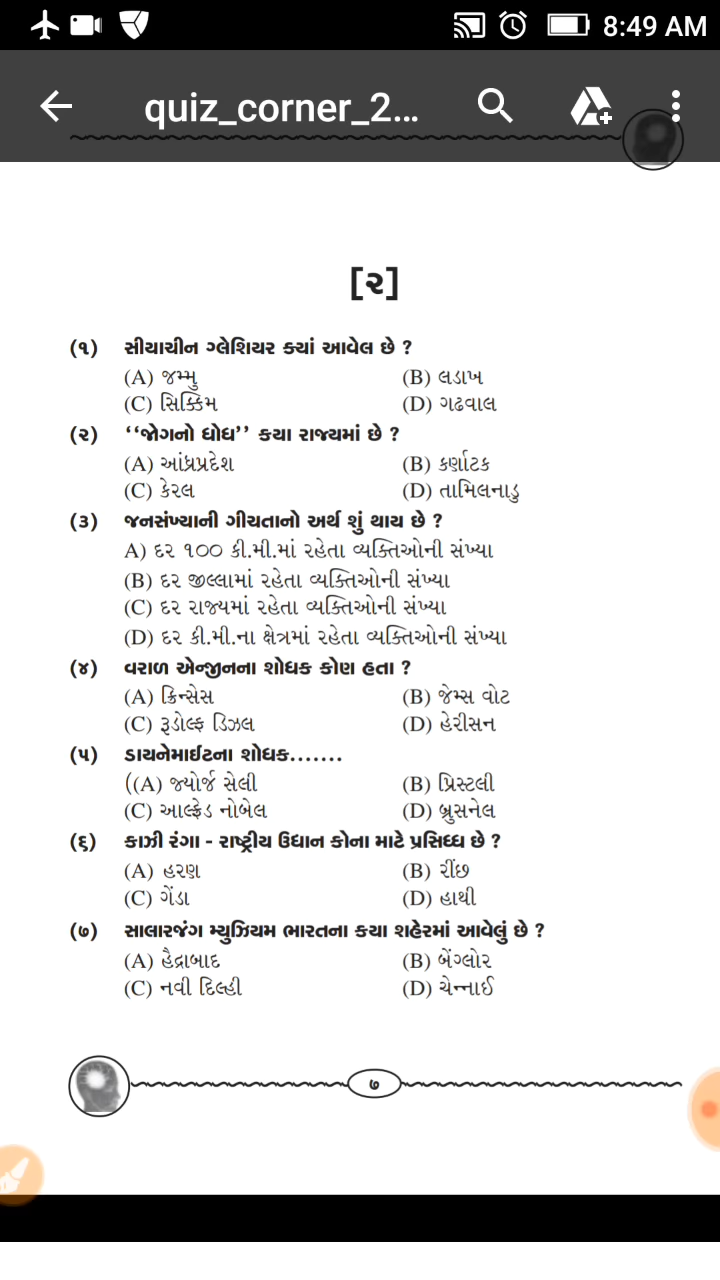 8:49 AM
quiz_corner_2...
[૨]
(૧) સીયાચીન ગ્લેશિયર ક્યાં આવેલ છે ?
(A) જમ્મુ (B) લડાખ
(C) સિક્કિમ (D) ગઢવાલ
(૨) “જોગનો ધોધ” કયા રાજ્યમાં છે ?
(A) આંધ્રપ્રદેશ (B) કર્ણાટક
(C) કેરલ (D) તામિલનાડુ
(૩) જનસંખ્યાની ગીચતાનો અર્થ શું થાય છે ?
A) દર ૧૦૦ કી.મી.માં રહેતા વ્યક્તિઓની સંખ્યા
(B) દર જીલ્લામાં રહેતા વ્યક્તિઓની સંખ્યા
(C) દર રાજ્યમાં રહેતા વ્યક્તિઓની સંખ્યા
(D) દર કી.મી.ના ક્ષેત્રમાં રહેતા વ્યક્તિઓની સંખ્યા
(૪) વરાળ એન્જીનના શોધક કોણ હતા ?
(A) ક્રિન્સેસ (B) જેમ્સ વોટ
(C) રૂડોલ્ફ ડિઝલ (D) હેરીસન
(૫) ડાયનેમાઈટના શોધક.......
((A) જ્યોર્જ સેલી (B) પ્રિસ્ટલી
(C) આલ્ફ્રેડ નોબેલ (D) બ્રુસનેલ
(૬) કાઝી રંગા - રાષ્ટ્રીય ઉધાન કોના માટે પ્રસિધ્ધ છે ?
(A) હરણ (B) રીંછ
(C) ગેંડા (D) હાથી
(૭) સાલારજંગ મ્યુઝિયમ ભારતના કયા શહેરમાં આવેલું છે ?
(A) હૈદ્રાબાદ (B) બેંગ્લોર
(C) નવી દિલ્હી (D) ચેન્નાઈ
૭